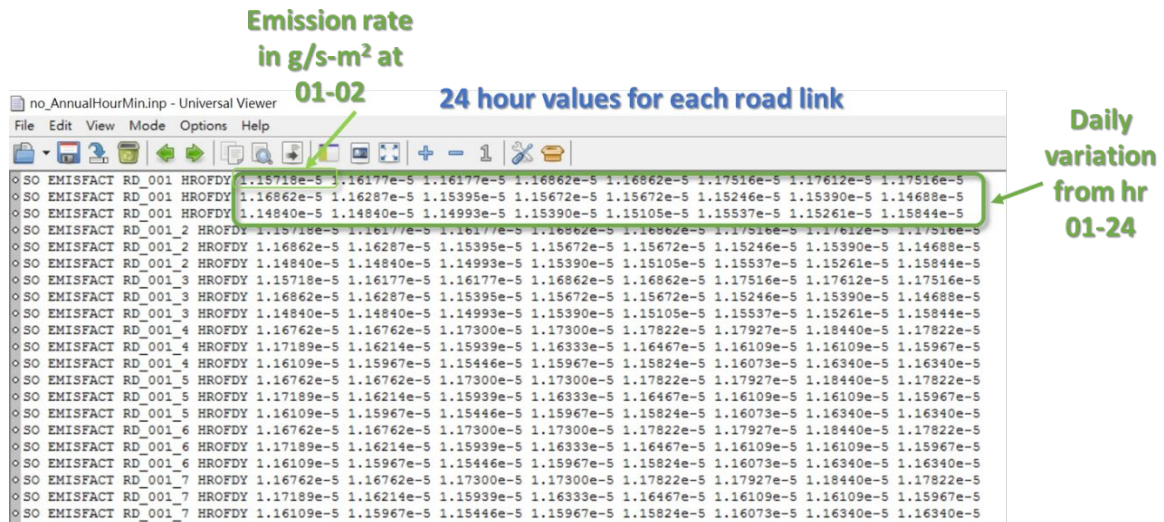 Emission rate
in g/s-m² at
01-02
24 hour values for each road link
Daily
variation
from hr
01-24
no_AnnualHourMin.inp - Universal Viewer
File Edit View Mode Options Help
SO EMISFACT RD_001 HROFDY 1.15718e-5 1.16177e-5 1.16177e-5 1.16862e-5 1.16862e-5 1.17516e-5 1.17612e-5 1.17516e-5
SO EMISFACT RD_001 HROFDY 1.16862e-5 1.16287e-5 1.15395e-5 1.15672e-5 1.15672e-5 1.15246e-5 1.15390e-5 1.14688e-5
SO EMISFACT RD_001 HROFDY 1.14840e-5 1.14840e-5 1.14993e-5 1.15390e-5 1.15105e-5 1.15537e-5 1.15261e-5 1.15844e-5
SO EMISFACT RD_001_2 HROFDY 1.15718e-5 1.16177e-5 1.16177e-5 1.16862e-5 1.16862e-5 1.17516e-5 1.17612e-5 1.17516e-5
SO EMISFACT RD_001_2 HROFDY 1.16862e-5 1.16287e-5 1.15395e-5 1.15672e-5 1.15672e-5 1.15246e-5 1.15390e-5 1.14688e-5
SO EMISFACT RD_001_2 HROFDY 1.14840e-5 1.14840e-5 1.14993e-5 1.15390e-5 1.15105e-5 1.15537e-5 1.15261e-5 1.15844e-5
SO EMISFACT RD_001_3 HROFDY 1.15718e-5 1.16177e-5 1.16177e-5 1.16862e-5 1.16862e-5 1.17516e-5 1.17612e-5 1.17516e-5
SO EMISFACT RD_001_3 HROFDY 1.16862e-5 1.16287e-5 1.15395e-5 1.15672e-5 1.15672e-5 1.15246e-5 1.15390e-5 1.14688e-5
SO EMISFACT RD_001_3 HROFDY 1.14840e-5 1.14840e-5 1.14993e-5 1.15390e-5 1.15105e-5 1.15537e-5 1.15261e-5 1.15844e-5
SO EMISFACT RD_001_4 HROFDY 1.16762e-5 1.16762e-5 1.17300e-5 1.17300e-5 1.17822e-5 1.17927e-5 1.18440e-5 1.17822e-5
SO EMISFACT RD_001_4 HROFDY 1.17189e-5 1.16214e-5 1.15939e-5 1.16333e-5 1.16467e-5 1.16109e-5 1.16109e-5 1.15967e-5
SO EMISFACT RD_001_4 HROFDY 1.16109e-5 1.15967e-5 1.15446e-5 1.15967e-5 1.15824e-5 1.16073e-5 1.16340e-5 1.16340e-5
SO EMISFACT RD_001_5 HROFDY 1.16762e-5 1.16762e-5 1.17300e-5 1.17300e-5 1.17822e-5 1.17927e-5 1.18440e-5 1.17822e-5
SO EMISFACT RD_001_5 HROFDY 1.17189e-5 1.16214e-5 1.15939e-5 1.16333e-5 1.16467e-5 1.16109e-5 1.16109e-5 1.15967e-5
SO EMISFACT RD_001_5 HROFDY 1.16109e-5 1.15967e-5 1.15446e-5 1.15967e-5 1.15824e-5 1.16073e-5 1.16340e-5 1.16340e-5
SO EMISFACT RD_001_6 HROFDY 1.16762e-5 1.16762e-5 1.17300e-5 1.17300e-5 1.17822e-5 1.17927e-5 1.18440e-5 1.17822e-5
SO EMISFACT RD_001_6 HROFDY 1.17189e-5 1.16214e-5 1.15939e-5 1.16333e-5 1.16467e-5 1.16109e-5 1.16109e-5 1.15967e-5
SO EMISFACT RD_001_6 HROFDY 1.16109e-5 1.15967e-5 1.15446e-5 1.15967e-5 1.15824e-5 1.16073e-5 1.16340e-5 1.16340e-5
SO EMISFACT RD_001_7 HROFDY 1.16762e-5 1.16762e-5 1.17300e-5 1.17300e-5 1.17822e-5 1.17927e-5 1.18440e-5 1.17822e-5
SO EMISFACT RD_001_7 HROFDY 1.17189e-5 1.16214e-5 1.15939e-5 1.16333e-5 1.16467e-5 1.16109e-5 1.16109e-5 1.15967e-5
SO EMISFACT RD_001_7 HROFDY 1.16109e-5 1.15967e-5 1.15446e-5 1.15967e-5 1.15824e-5 1.16073e-5 1.16340e-5 1.16340e-5